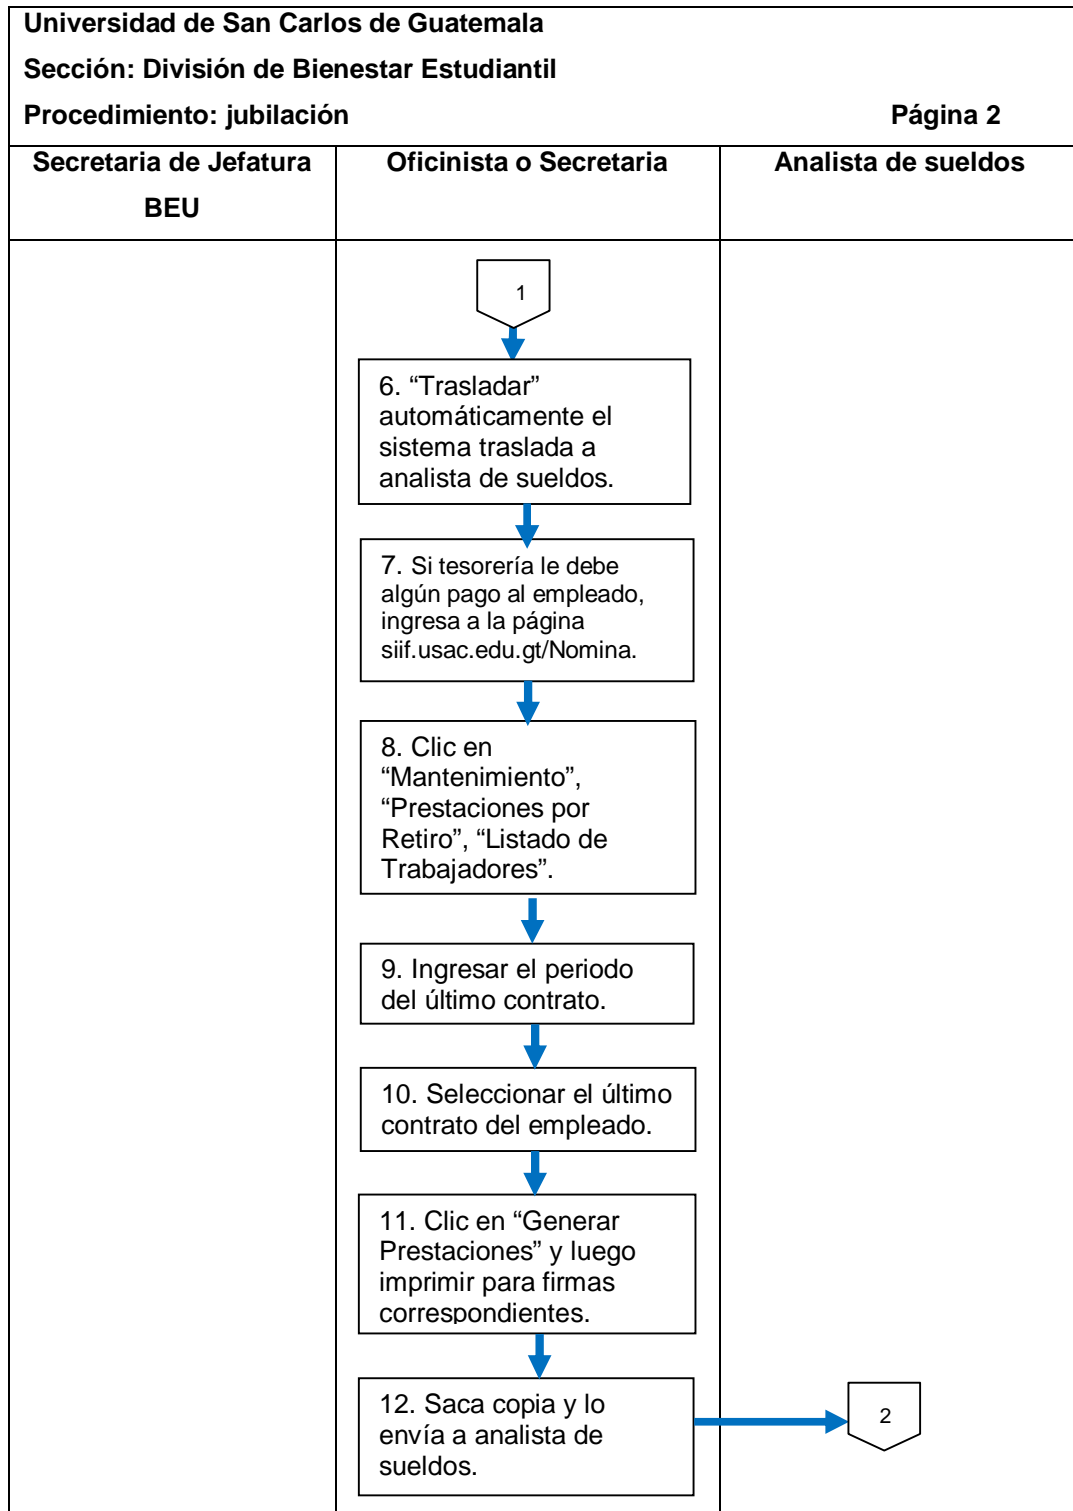 Universidad de San Carlos de Guatemala
Sección: División de Bienestar Estudiantil
Procedimiento: jubilación Página 2
Secretaria de Jefatura
BEU
Oficinista o Secretaria
Analista de sueldos
1
6. “Trasladar”
automáticamente el
sistema traslada a
analista de sueldos.
7. Si tesorería le debe
algún pago al empleado,
ingresa a la página
siif.usac.edu.gt/Nomina.
8. Clic en
“Mantenimiento”,
“Prestaciones por
Retiro”, “Listado de
Trabajadores”.
9. Ingresar el periodo
del último contrato.
10. Seleccionar el último
contrato del empleado.
11. Clic en “Generar
Prestaciones” y luego
imprimir para firmas
correspondientes.
12. Saca copia y lo
envía a analista de
sueldos.
2